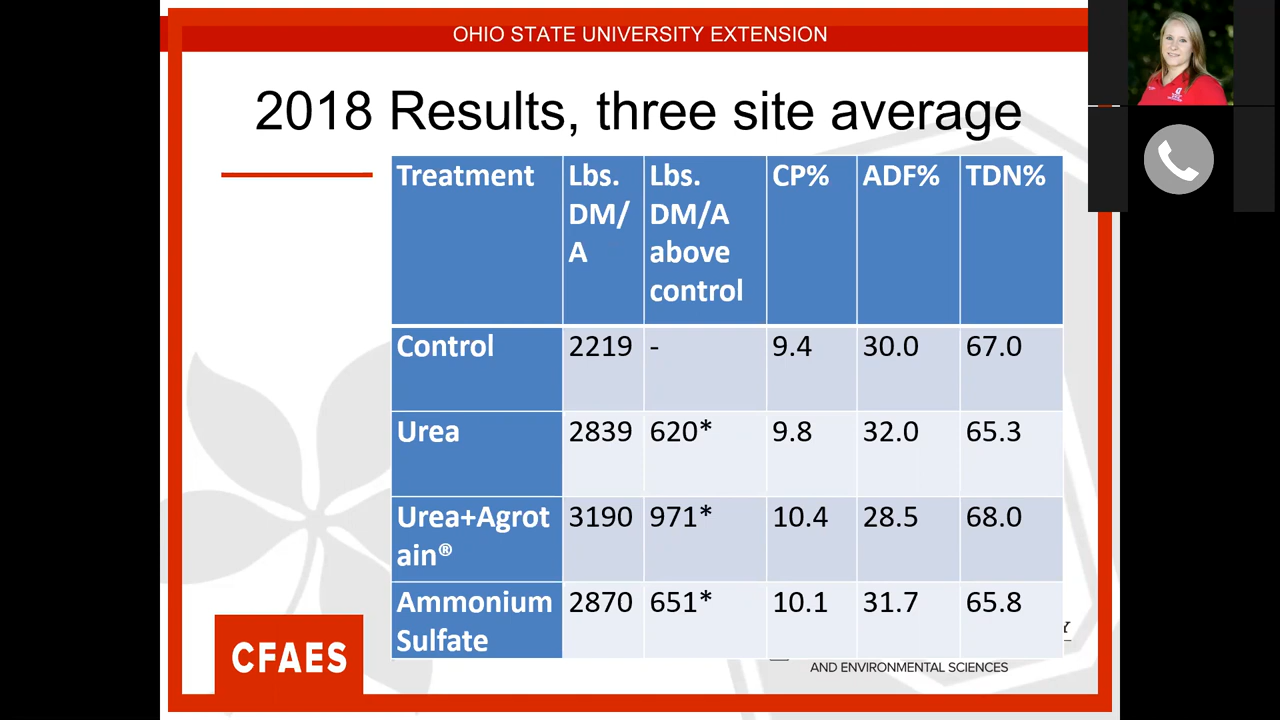 OHIO STATE UNIVERSITY EXTENSION
2018 Results, three site average
Treatment
Lbs.
DM/
A
Lbs.
DM/A
above
control
CP%
ADF%
TDN%
Control
2219
-
9.4
30.0
67.0
Urea
2839
620*
9.8
32.0
65.3
Urea+Agrot
ain®
3190
971*
10.4
28.5
68.0
Ammonium
Sulfate
2870
651*
10.1
31.7
65.8
CFAES
AND ENVIRONMENTAL SCIENCES